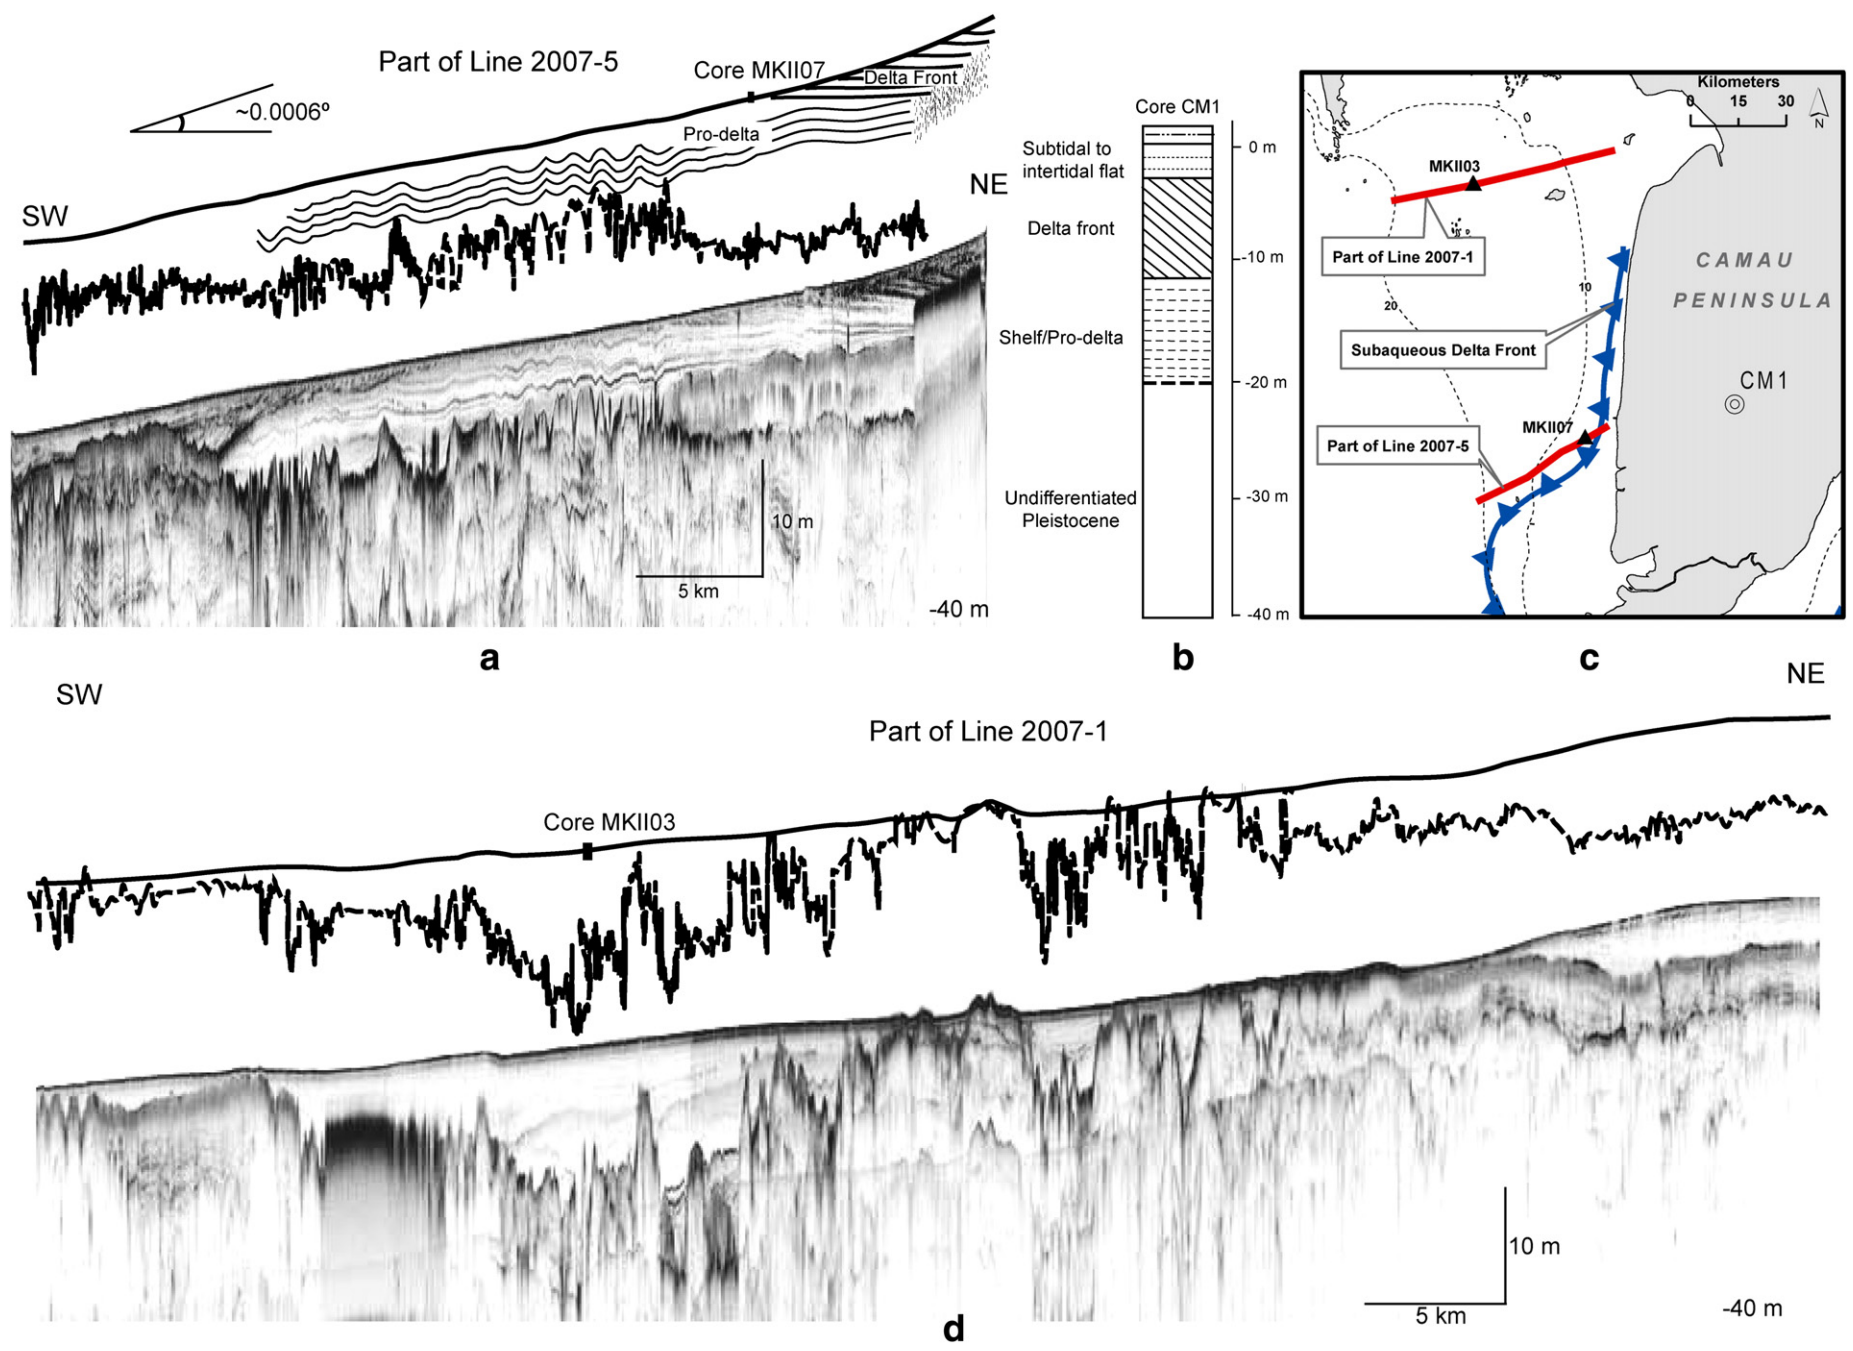 Part of Line 2007-5
Core MKII07
Delta Front
~0.0006º
Pro-delta
SW
NE
10 m
5 km
-40 m
a
Core CM1
Subtidal to
intertidal flat
Delta front
Shelf/Pro-delta
Undifferentiated
Pleistocene
0 m
-10 m
-20 m
-30 m
-40 m
b
Kilometers
0 15 30
N
MKII03
Part of Line 2007-1
20
10
CAMAU
PENINSULA
Subaqueous Delta Front
CM1
MKII07
Part of Line 2007-5
c
SW
NE
Part of Line 2007-1
Core MKII03
10 m
5 km
-40 m
d